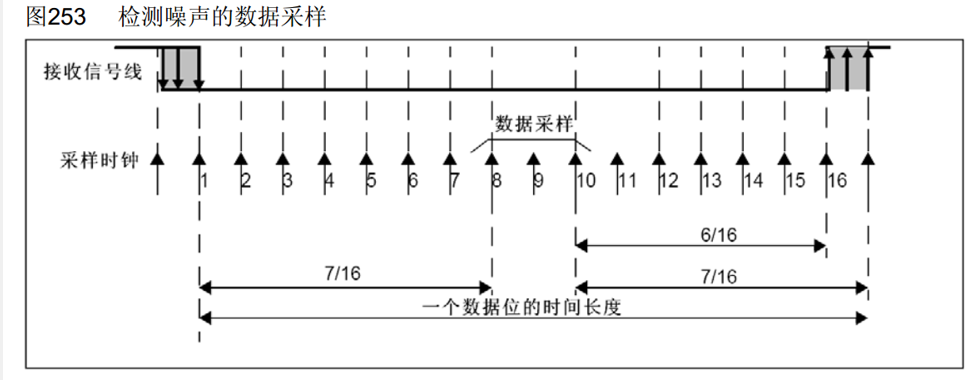 图253 检测噪声的数据采样
接收信号线
数据采样
采样时钟
1 2 3 4 5 6 7 8 9 10 11 12 13 14 15 16
6/16
7/16 7/16
一个数据位的时间长度